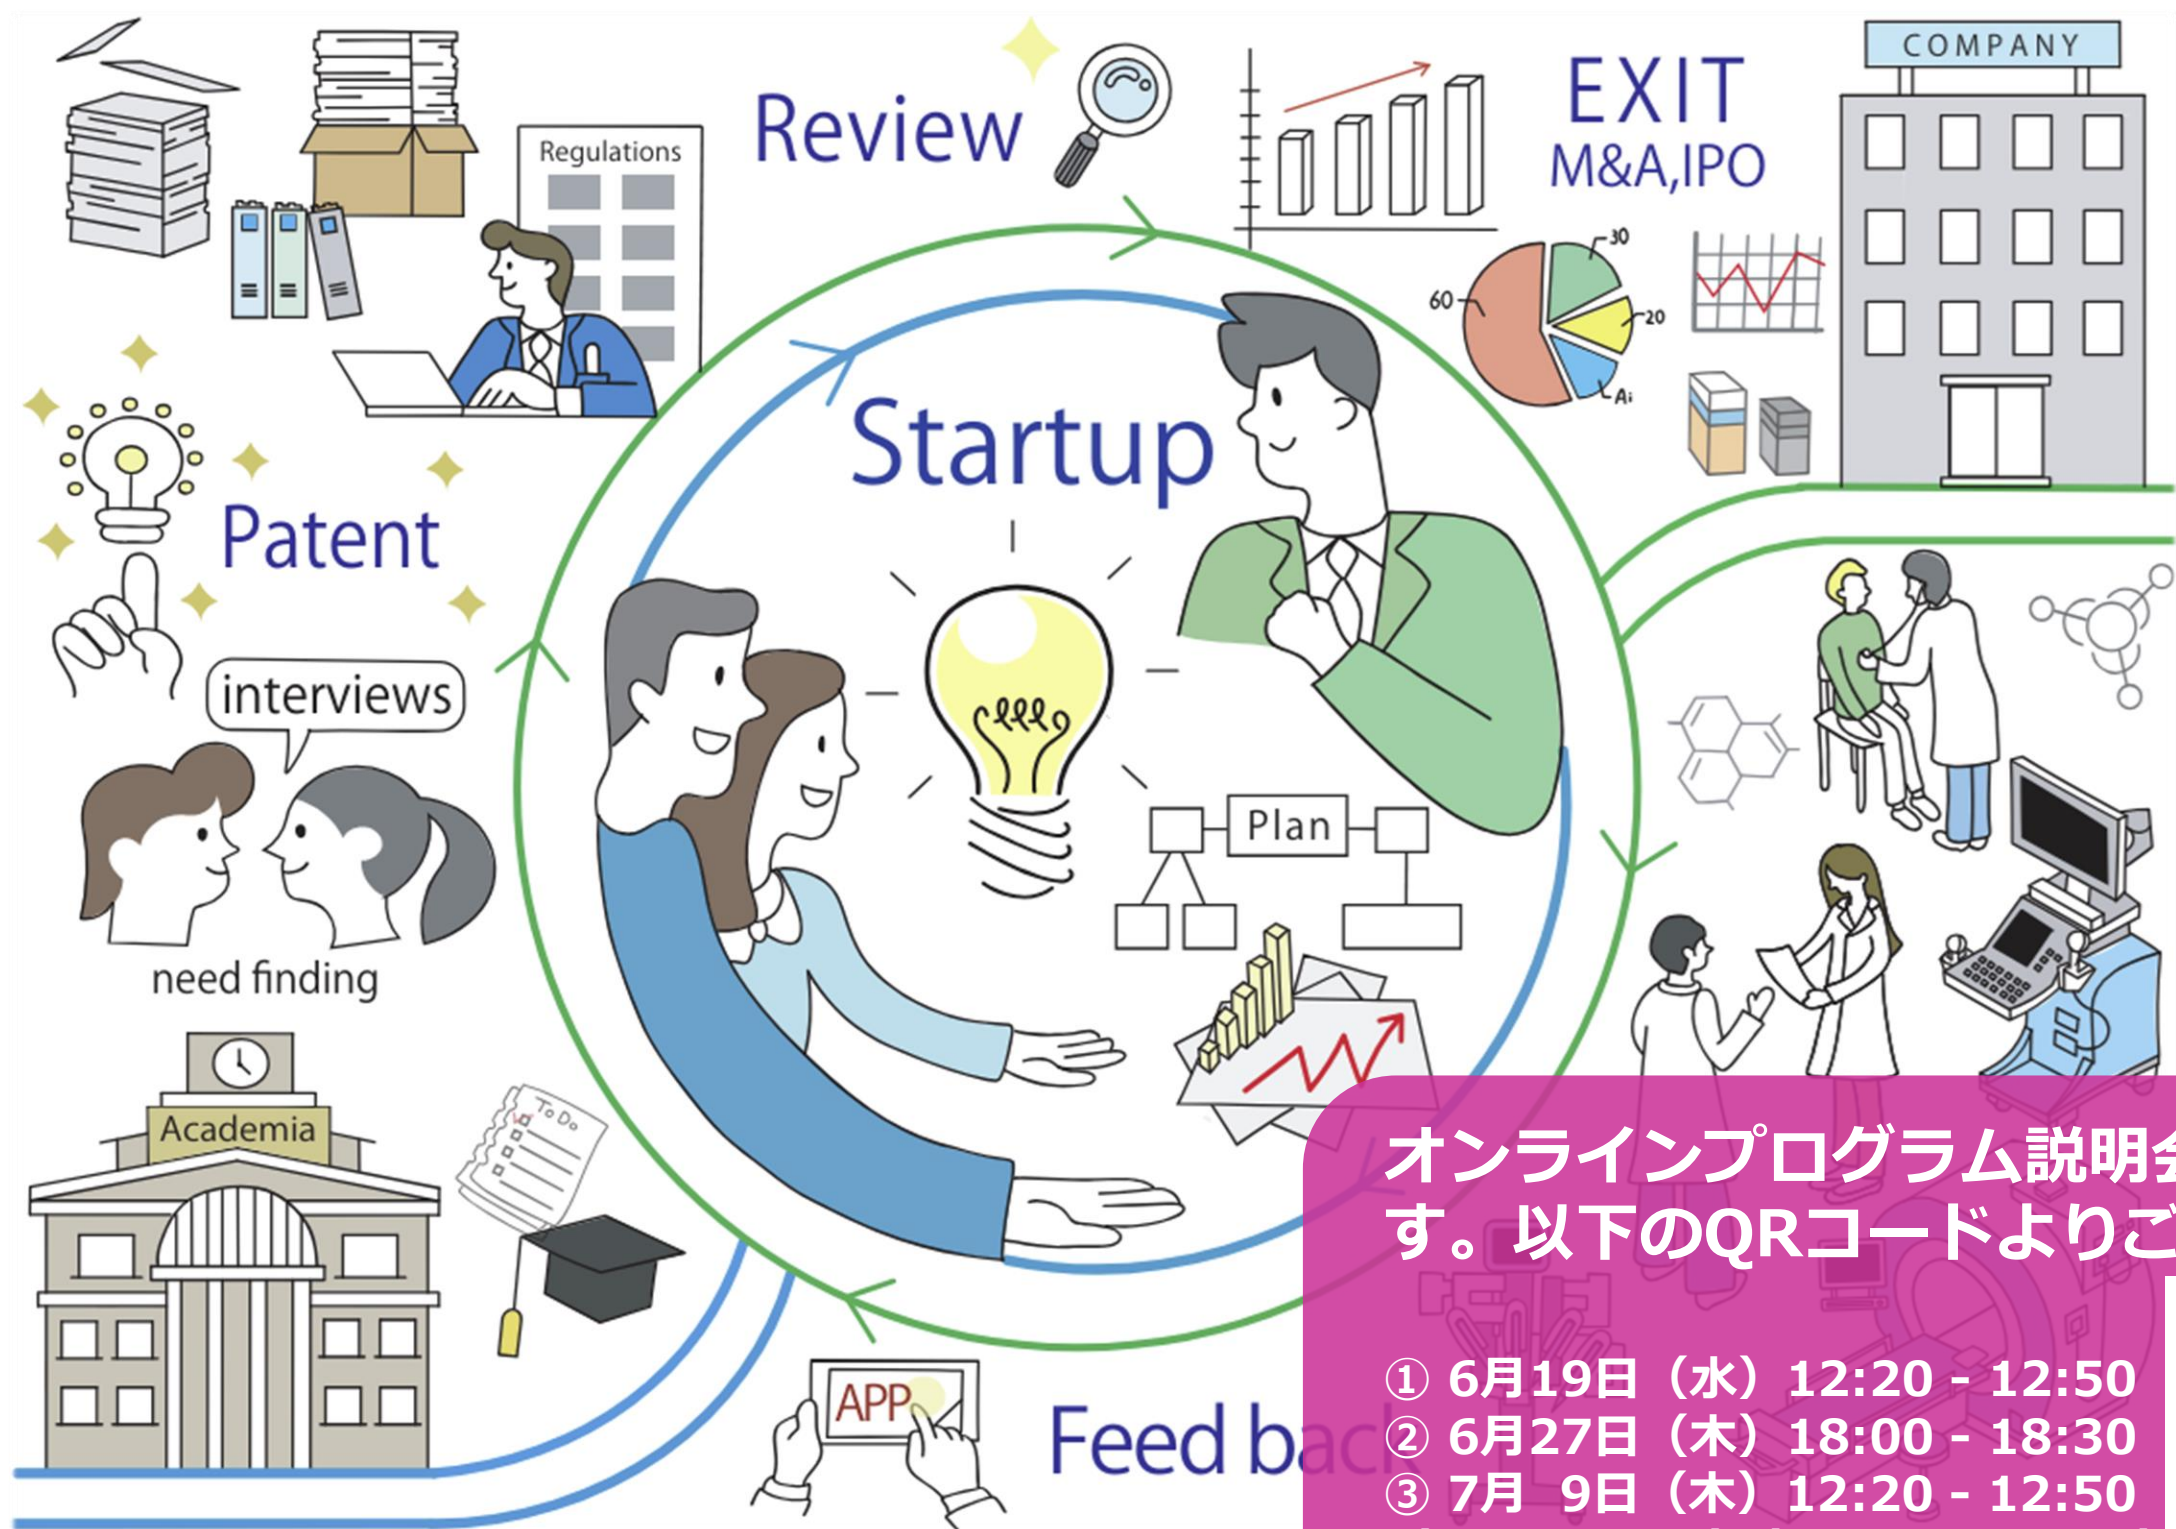 COMPANY
EXIT
M&A,IPO
Review
Regulations
30
60
20
Ai
Startup
Patent
interviews
Plan
need finding
To Do
Academia
オンラインプログラム説明会
す。以下のQRコードよりご
APP
Feed back
① 6月19日（水）12:20 - 12:50
② 6月27日（木）18:00 - 18:30
③ 7月 9日（木）12:20 - 12:50